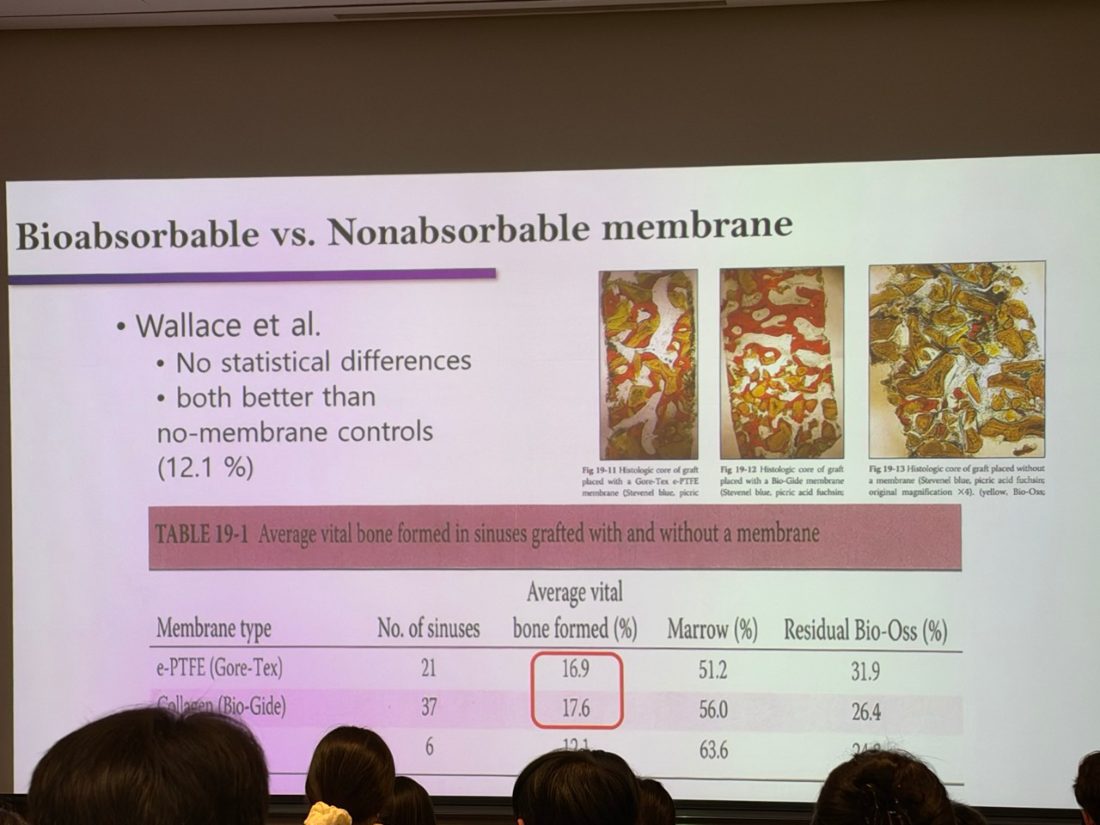 Bioabsorbable vs. Nonabsorbable membrane
• Wallace et al.
• No statistical differences
• both better than
no-membrane controls
(12.1 %)
Fig 19-11 Histologic core of graft
placed with a Gore-Tex e-PTFE
membrane (Stevenel blue, picric
Fig 19-12 Histologic core of graft
placed with a Bio-Gide membrane
(Stevenel blue, picric acid fuchsin;
Fig 19-13 Histologic core of graft placed without
a membrane (Stevenel blue, picric acid fuchsin;
original magnification ×4). (yellow, Bio-Oss;
TABLE 19-1 Average vital bone formed in sinuses grafted with and without a membrane
Average vital
Membrane type No. of sinuses bone formed (%) Marrow (%) Residual Bio-Oss (%)
e-PTFE (Gore-Tex) 21 16.9 51.2 31.9
Collagen (Bio-Gide) 37 17.6 56.0 26.4
6 12.1 63.6